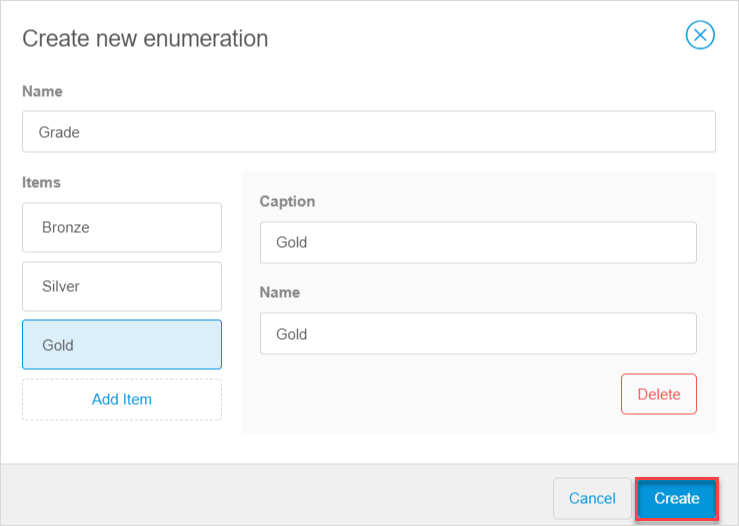 Create new enumeration
Name
Grade
Items
Bronze
Silver
Gold
Add Item
Caption
Gold
Name
Gold
Delete
Cancel
Create